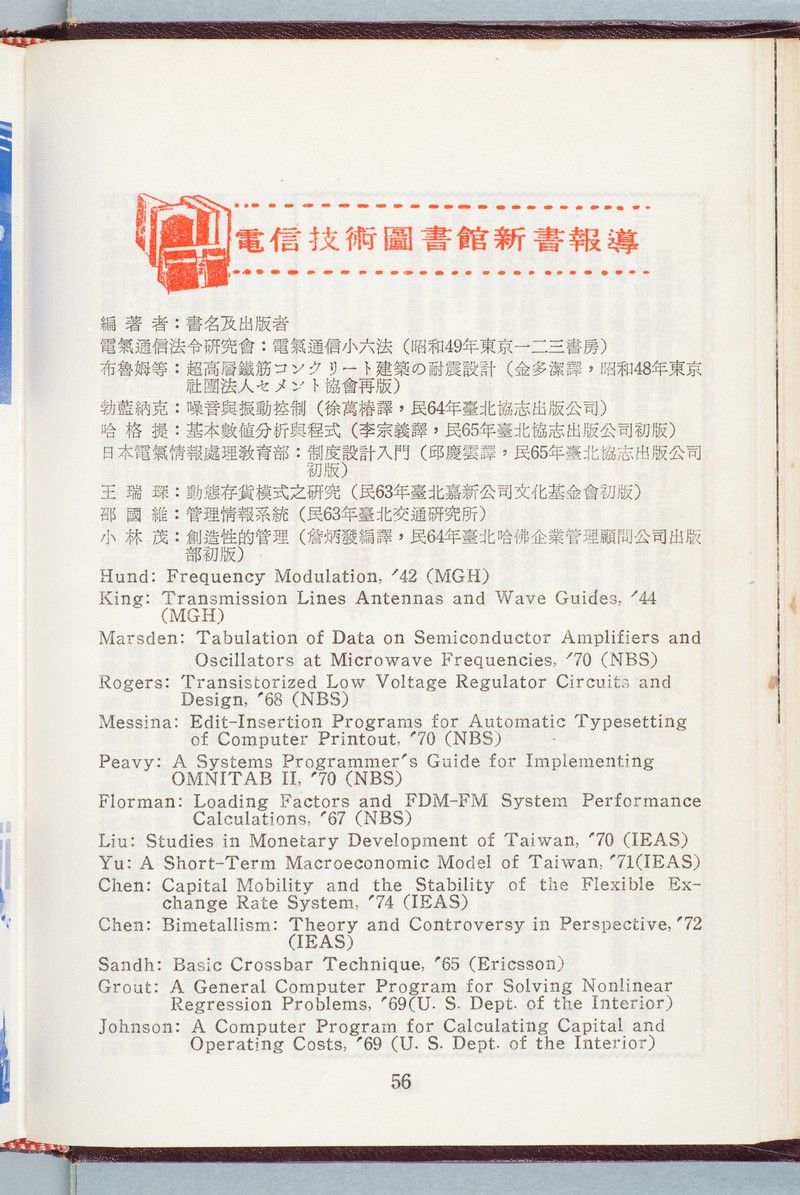 電信技術圖書館新書報導
編著者：書名及出版者
電氣通信法令研究會：電氣通信小六法（昭和49年東京一二三書房）
布魯姆等：超高層鐵筋コンクリート建築の耐震設計（金多潔譯，昭和48年東京
社團法人セメント協會再版）
勃藍納克：噪音與振動控制（徐萬椿譯，民64年臺北協志出版公司）
哈格提：基本數值分析與程式（李宗義譯，民65年臺北協志出版公司初版）
日本電氣情報處理教育部：制度設計入門（邱慶雲譯，民65年臺北協志出版公司
初版）
王瑞琛：動態存貨模式之研究（民63年臺北嘉新公司文化基金會初版）
邵國維：管理情報系統（民63年臺北交通研究所）
小林茂：創造性的管理（詹炳發編譯，民64年臺北哈佛企業管理顧問公司出版
部初版）
Hund: Frequency Modulation, '42 (MGH)
King: Transmission Lines Antennas and Wave Guides, '44
(MGH)
Marsden: Tabulation of Data on Semiconductor Amplifiers and
Oscillators at Microwave Frequencies, '70 (NBS)
Rogers: Transistorized Low Voltage Regulator Circuits and
Design, '68 (NBS)
Messina: Edit-Insertion Programs for Automatic Typesetting
of Computer Printout, '70 (NBS)
Peavy: A Systems Programmer's Guide for Implementing
OMNITAB II, '70 (NBS)
Florman: Loading Factors and FDM-FM System Performance
Calculations, '67 (NBS)
Liu: Studies in Monetary Development of Taiwan, '70 (IEAS)
Yu: A Short-Term Macroeconomic Model of Taiwan, '71(IEAS)
Chen: Capital Mobility and the Stability of the Flexible Ex-
change Rate System, '74 (IEAS)
Chen: Bimetallism: Theory and Controversy in Perspective, '72
(IEAS)
Sandh: Basic Crossbar Technique, '65 (Ericsson)
Grout: A General Computer Program for Solving Nonlinear
Regression Problems, '69(U. S. Dept. of the Interior)
Johnson: A Computer Program for Calculating Capital and
Operating Costs, '69 (U. S. Dept. of the Interior)
56